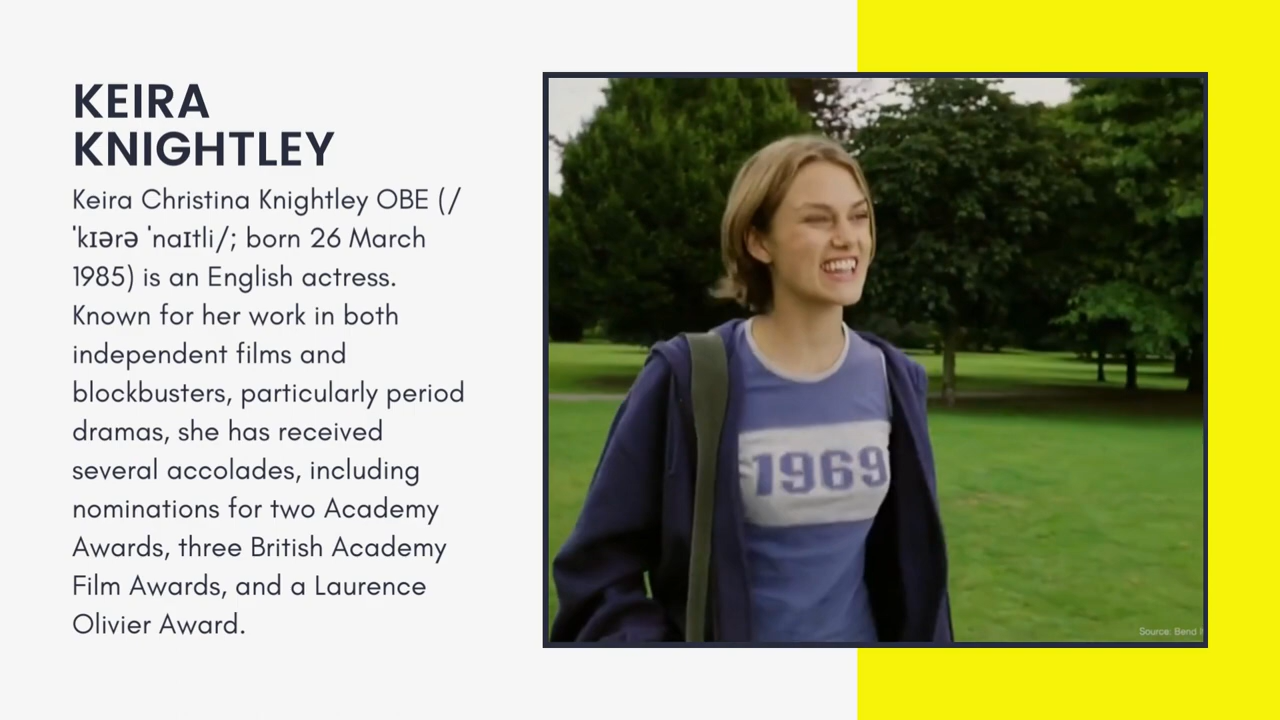 KEIRA
KNIGHTLEY
Keira Christina Knightley OBE (/
ˈkɪərə ˈnaɪtli/; born 26 March
1985) is an English actress.
Known for her work in both
independent films and
blockbusters, particularly period
dramas, she has received
several accolades, including
nominations for two Academy
Awards, three British Academy
Film Awards, and a Laurence
Olivier Award.
1969
Source: Bend I